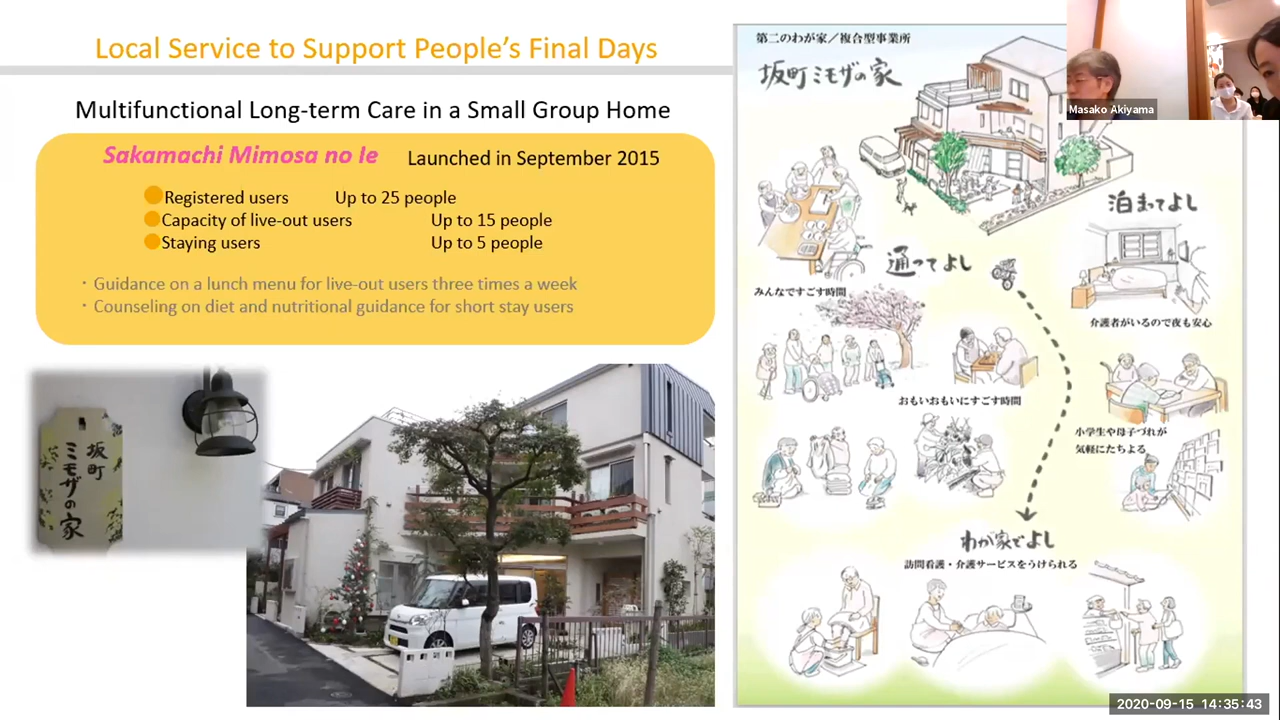 Local Service to Support People's Final Days
Multifunctional Long-term Care in a Small Group Home
Sakamachi Mimosa no Ie Launched in September 2015
Registered users Up to 25 people
Capacity of live-out users Up to 15 people
Staying users Up to 5 people
・Guidance on a lunch menu for live-out users three times a week
・Counseling on diet and nutritional guidance for short stay users
坂町
ミモザの家
第二のわが家／複合型事業所
坂町ミモザの家
泊まってよし
通ってよし
みんなですごす時間
介護者がいるので夜も安心
おもいおもいにすごす時間
小学生や母子づれが
気軽にたちよる
わが家でよし
訪問看護・介護サービスをうけられる
Masako Akiyama
2020-09-15 14:35:43